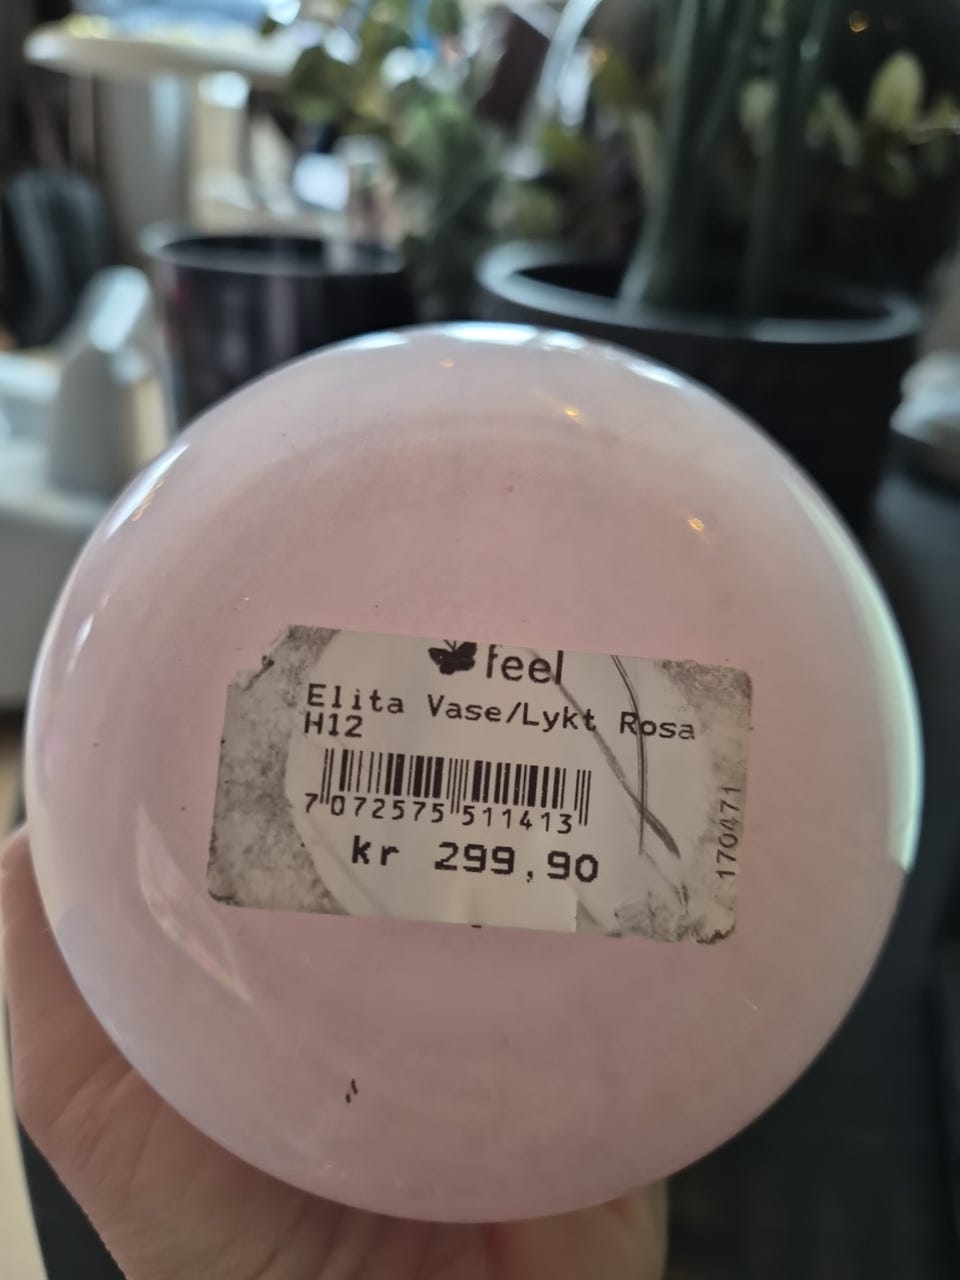 feel
Elita Vase/Lykt Rosa
H12
7 072575 511413
kr 299,90
170471